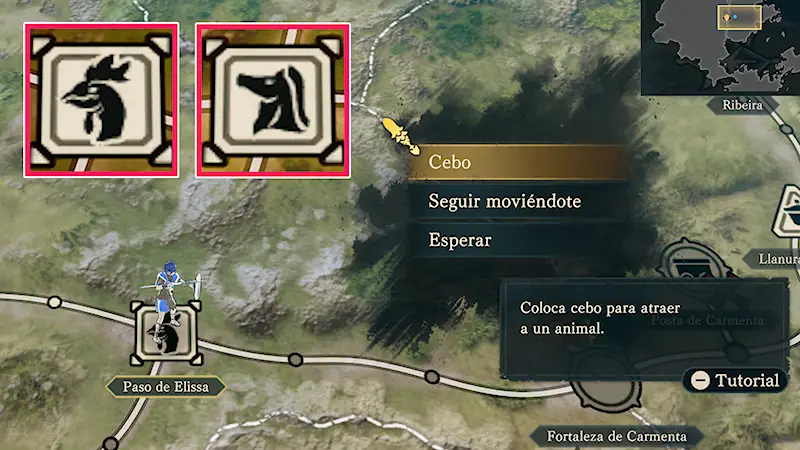 Ribeira
Cebo
Seguir moviéndote
Esperar
Llanura
Coloca cebo para atraer
a un animal.
Posta de Carmenta
Tutorial
Paso de Elissa
Fortaleza de Carmenta